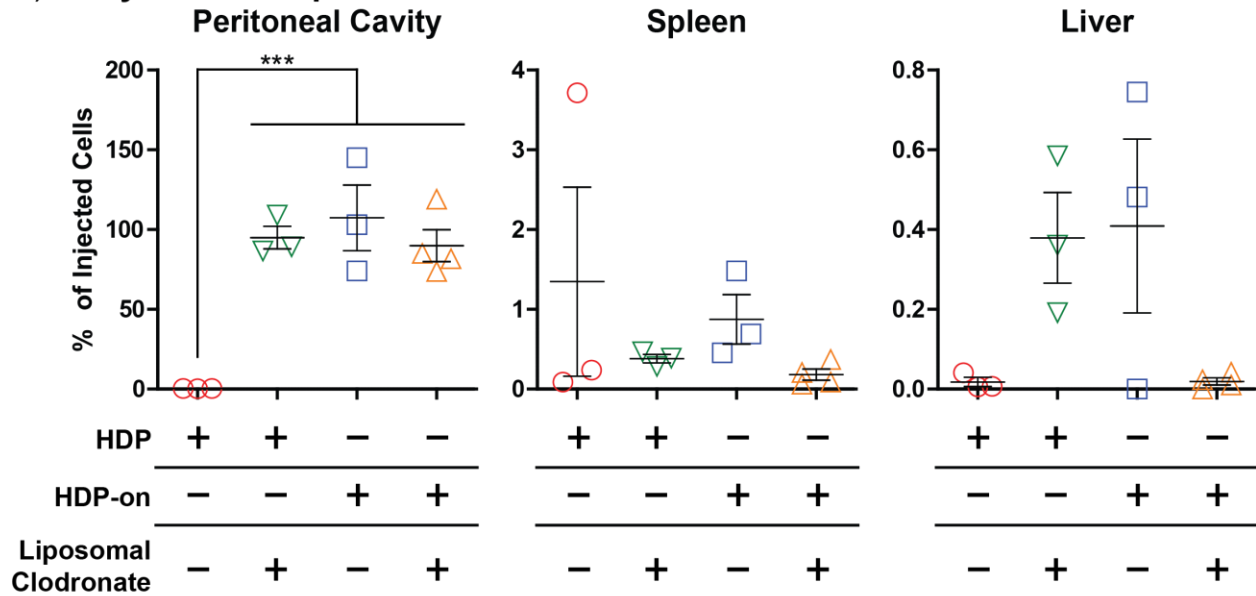 Peritoneal Cavity Spleen Liver
***
% of Injected Cells
200 4 0.8
150 3 0.6
100 2 0.4
50 1 0.2
0 0 0.0
HDP + + − − + + − − + + − −
HDP-on − − + + − − + + − − + +
Liposomal
Clodronate − + − + − + − + − + − +